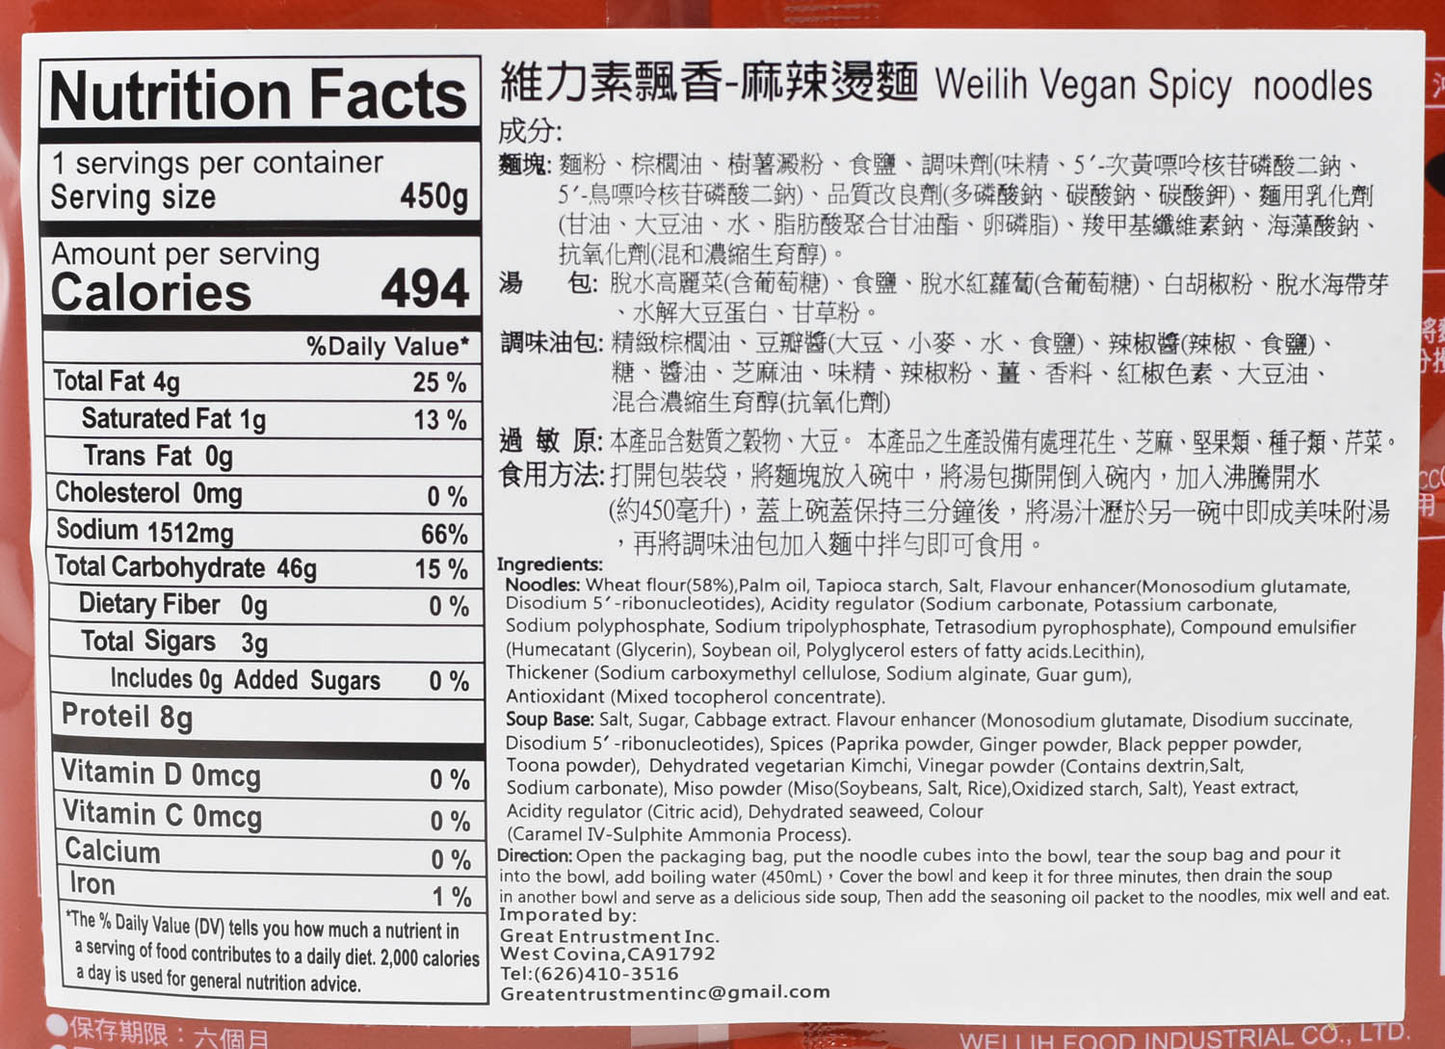 Nutrition Facts
1 servings per container
Serving size 450g
Amount per serving
Calories 494
%Daily Value*
Total Fat 4g 25 %
Saturated Fat 1g 13 %
Trans Fat 0g
Cholesterol 0mg 0 %
Sodium 1512mg 66%
Total Carbohydrate 46g 15 %
Dietary Fiber 0g 0 %
Total Sigars 3g
Includes 0g Added Sugars 0 %
Proteil 8g
Vitamin D 0mcg 0 %
Vitamin C 0mcg 0 %
Calcium 0 %
Iron 1 %
*The % Daily Value (DV) tells you how much a nutrient in
a serving of food contributes to a daily diet. 2,000 calories
a day is used for general nutrition advice.
維力素飄香-麻辣燙麵 Weilih Vegan Spicy noodles
成分:
麵塊: 麵粉、棕櫚油、樹薯澱粉、食鹽、調味劑(味精、5′-次黃嘌呤核苷磷酸二鈉、
5′-鳥嘌呤核苷磷酸二鈉)、品質改良劑(多磷酸鈉、碳酸鈉、碳酸鉀)、麵用乳化劑
(甘油、大豆油、水、脂肪酸聚合甘油酯、卵磷脂)、羧甲基纖維素鈉、海藻酸鈉、
抗氧化劑(混和濃縮生育醇)。
湯 包: 脫水高麗菜(含葡萄糖)、食鹽、脫水紅蘿蔔(含葡萄糖)、白胡椒粉、脫水海帶芽
、水解大豆蛋白、甘草粉。
調味油包: 精緻棕櫚油、豆瓣醬(大豆、小麥、水、食鹽)、辣椒醬(辣椒、食鹽)、
糖、醬油、芝麻油、味精、辣椒粉、薑、香料、紅椒色素、大豆油、
混合濃縮生育醇(抗氧化劑)
過 敏 原: 本產品含麩質之穀物、大豆。 本產品之生產設備有處理花生、芝麻、堅果類、種子類、芹菜。
食用方法: 打開包裝袋，將麵塊放入碗中，將湯包撕開倒入碗內，加入沸騰開水
(約450毫升)，蓋上碗蓋保持三分鐘後，將湯汁瀝於另一碗中即成美味附湯
，再將調味油包加入麵中拌勻即可食用。
Ingredients:
Noodles: Wheat flour(58%),Palm oil, Tapioca starch, Salt, Flavour enhancer(Monosodium glutamate,
Disodium 5′-ribonucleotides), Acidity regulator (Sodium carbonate, Potassium carbonate,
Sodium polyphosphate, Sodium tripolyphosphate, Tetrasodium pyrophosphate), Compound emulsifier
(Humecatant (Glycerin), Soybean oil, Polyglycerol esters of fatty acids.Lecithin),
Thickener (Sodium carboxymethyl cellulose, Sodium alginate, Guar gum),
Antioxidant (Mixed tocopherol concentrate).
Soup Base: Salt, Sugar, Cabbage extract. Flavour enhancer (Monosodium glutamate, Disodium succinate,
Disodium 5′ -ribonucleotides), Spices (Paprika powder, Ginger powder, Black pepper powder,
Toona powder), Dehydrated vegetarian Kimchi, Vinegar powder (Contains dextrin,Salt,
Sodium carbonate), Miso powder (Miso(Soybeans, Salt, Rice),Oxidized starch, Salt), Yeast extract,
Acidity regulator (Citric acid), Dehydrated seaweed, Colour
(Caramel IV-Sulphite Ammonia Process).
Direction: Open the packaging bag, put the noodle cubes into the bowl, tear the soup bag and pour it
into the bowl, add boiling water (450mL)，Cover the bowl and keep it for three minutes, then drain the soup
in another bowl and serve as a delicious side soup, Then add the seasoning oil packet to the noodles, mix well and eat.
Imporated by:
Great Entrustment Inc.
West Covina,CA91792
Tel:(626)410-3516
Greatentrustmentinc@gmail.com
●保存期限：六個月
WEI LIH FOOD INDUSTRIAL CO., LTD.